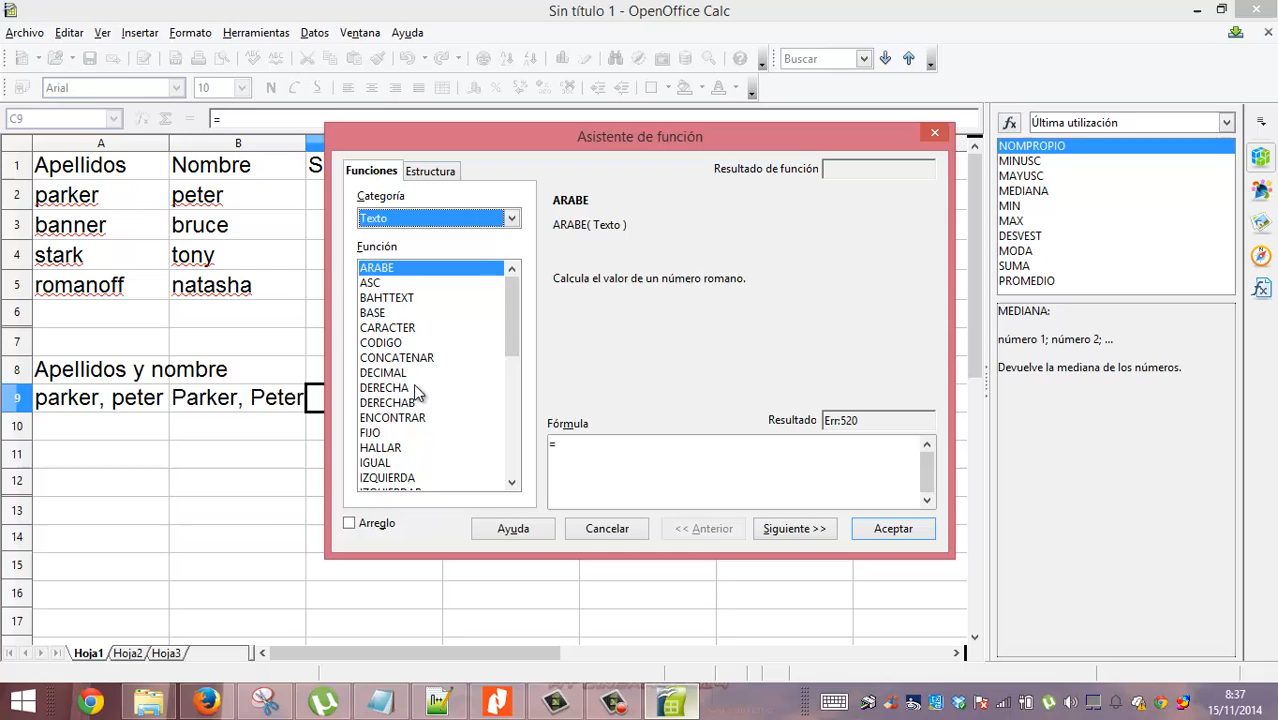 Sin título 1 - OpenOffice Calc
Archivo Editar Ver Insertar Formato Herramientas Datos Ventana Ayuda
Buscar
Arial 10 N C S
C9 =
Última utilización
NOMPROPIO
MINUSC
MAYUSC
MEDIANA
MIN
MAX
DESVEST
MODA
SUMA
PROMEDIO
MEDIANA:
número 1; número 2; ...
Devuelve la mediana de los números.
A B
1 Apellidos Nombre S
2 parker peter
3 banner bruce
4 stark tony
5 romanoff natasha
6
7
8 Apellidos y nombre
9 parker, peter Parker, Peter
10
11
12
13
14
15
16
17
Asistente de función
Funciones Estructura
Resultado de función
Categoría
Texto
Función
ARABE
ASC
BAHTTEXT
BASE
CARACTER
CODIGO
CONCATENAR
DECIMAL
DERECHA
DERECHAB
ENCONTRAR
FIJO
HALLAR
IGUAL
IZQUIERDA
ARABE
ARABE( Texto )
Calcula el valor de un número romano.
Fórmula Resultado Err:520
=
Arreglo Ayuda Cancelar << Anterior Siguiente >> Aceptar
Hoja1 Hoja2 Hoja3
8:37
15/11/2014